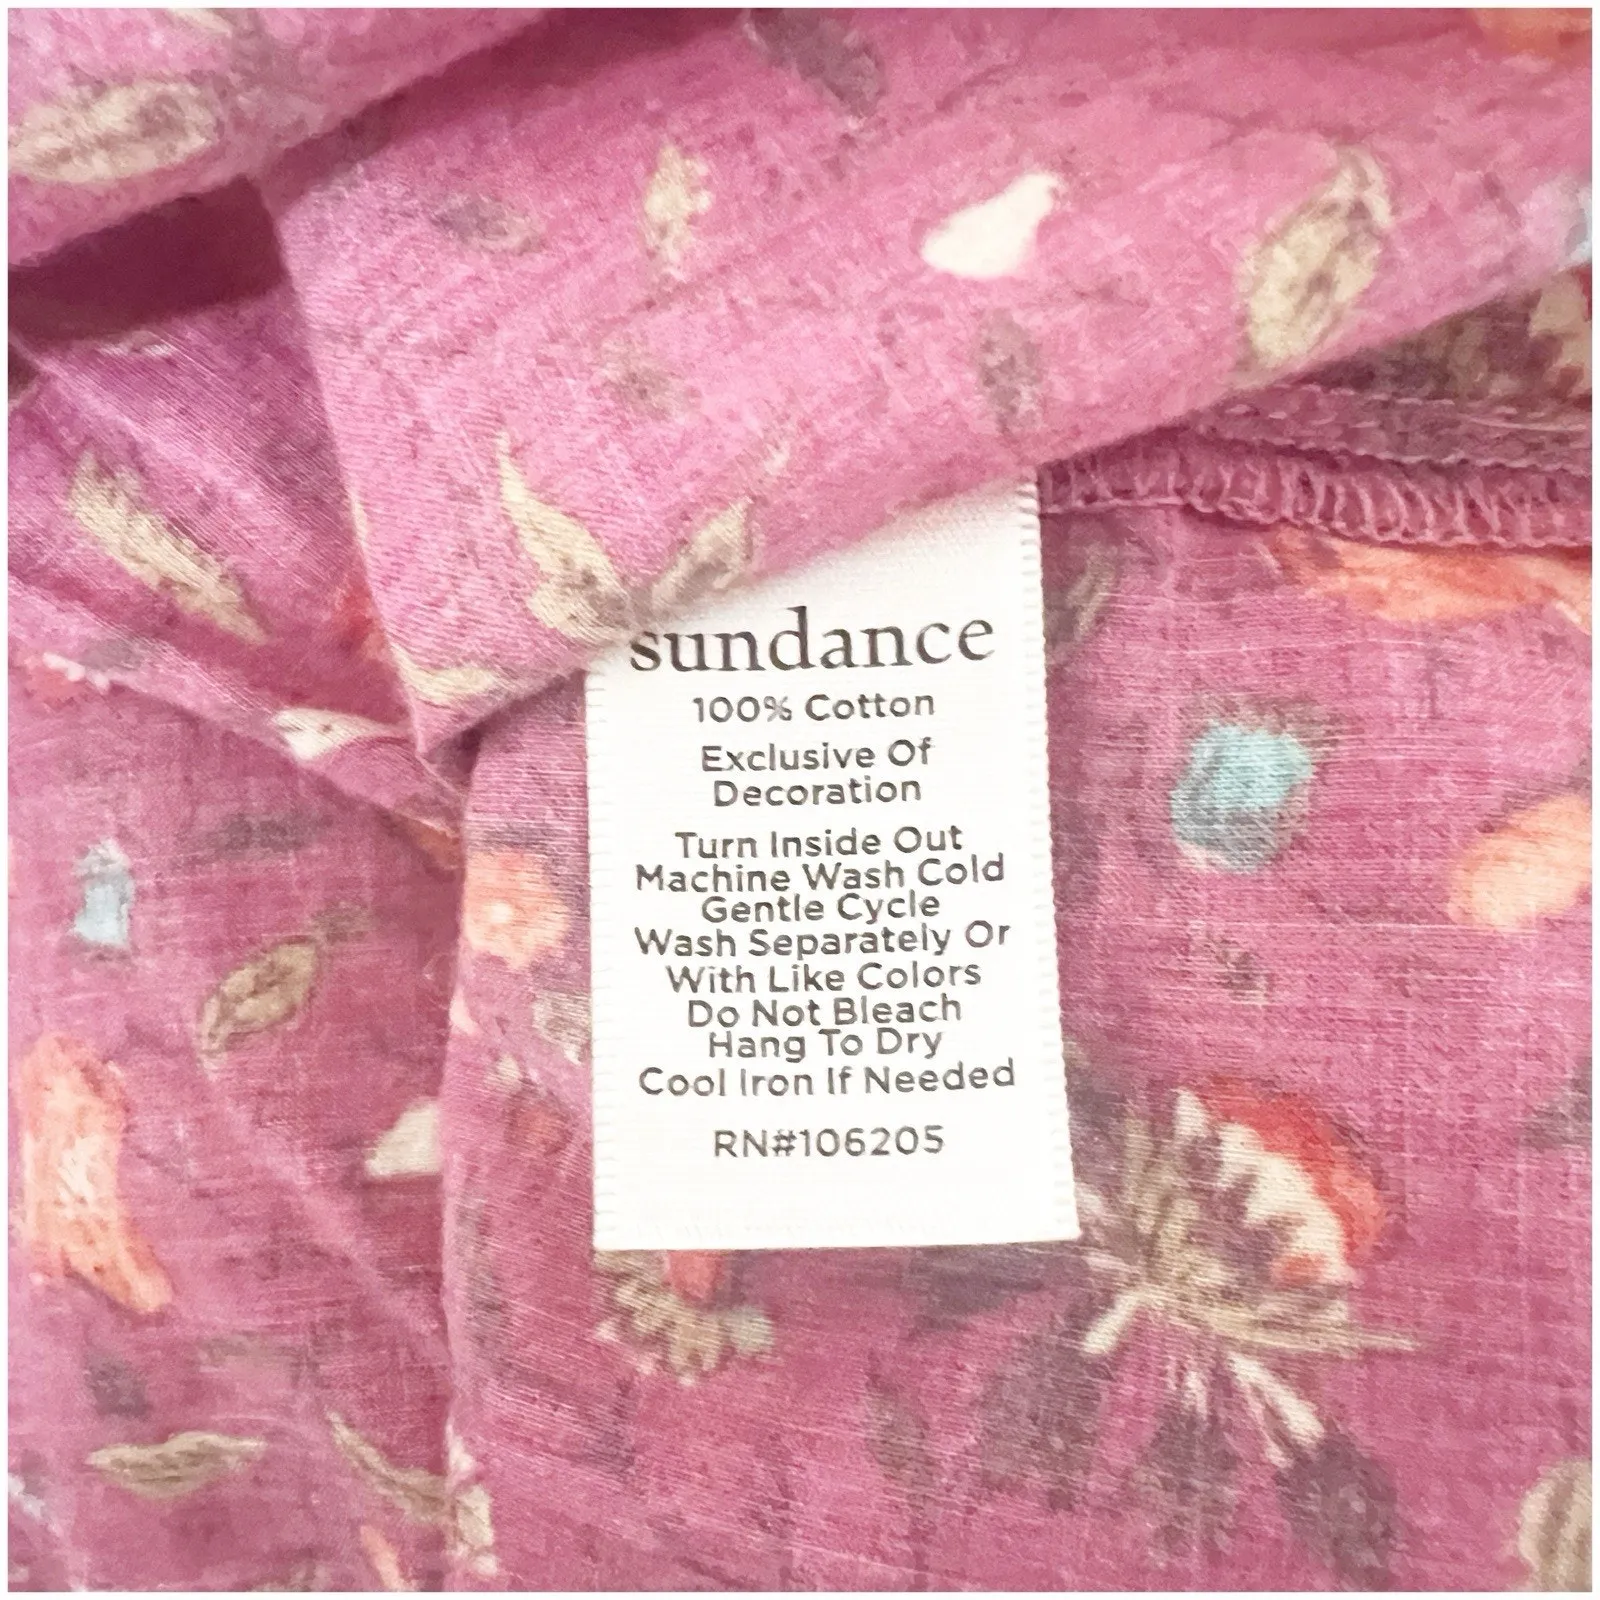 sundance
100% Cotton
Exclusive Of
Decoration
Turn Inside Out
Machine Wash Cold
Gentle Cycle
Wash Separately Or
With Like Colors
Do Not Bleach
Hang To Dry
Cool Iron If Needed
RN#106205